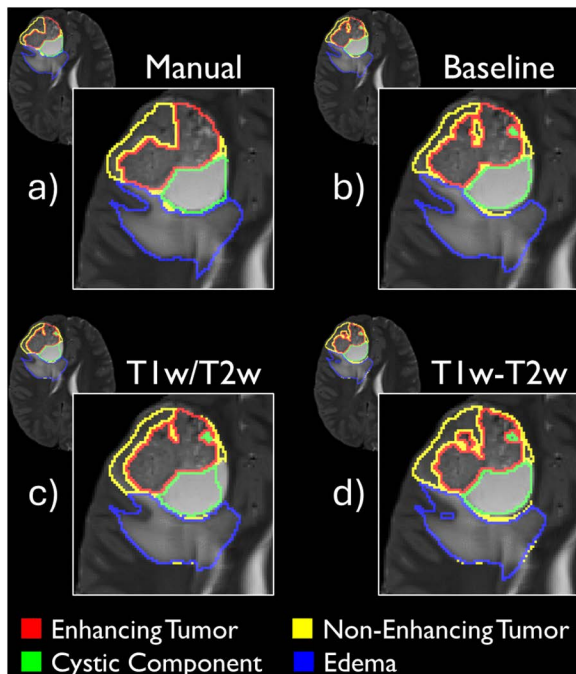 Manual
Baseline
a)
b)
T1w/T2w
T1w-T2w
c)
d)
Enhancing Tumor
Non-Enhancing Tumor
Cystic Component
Edema